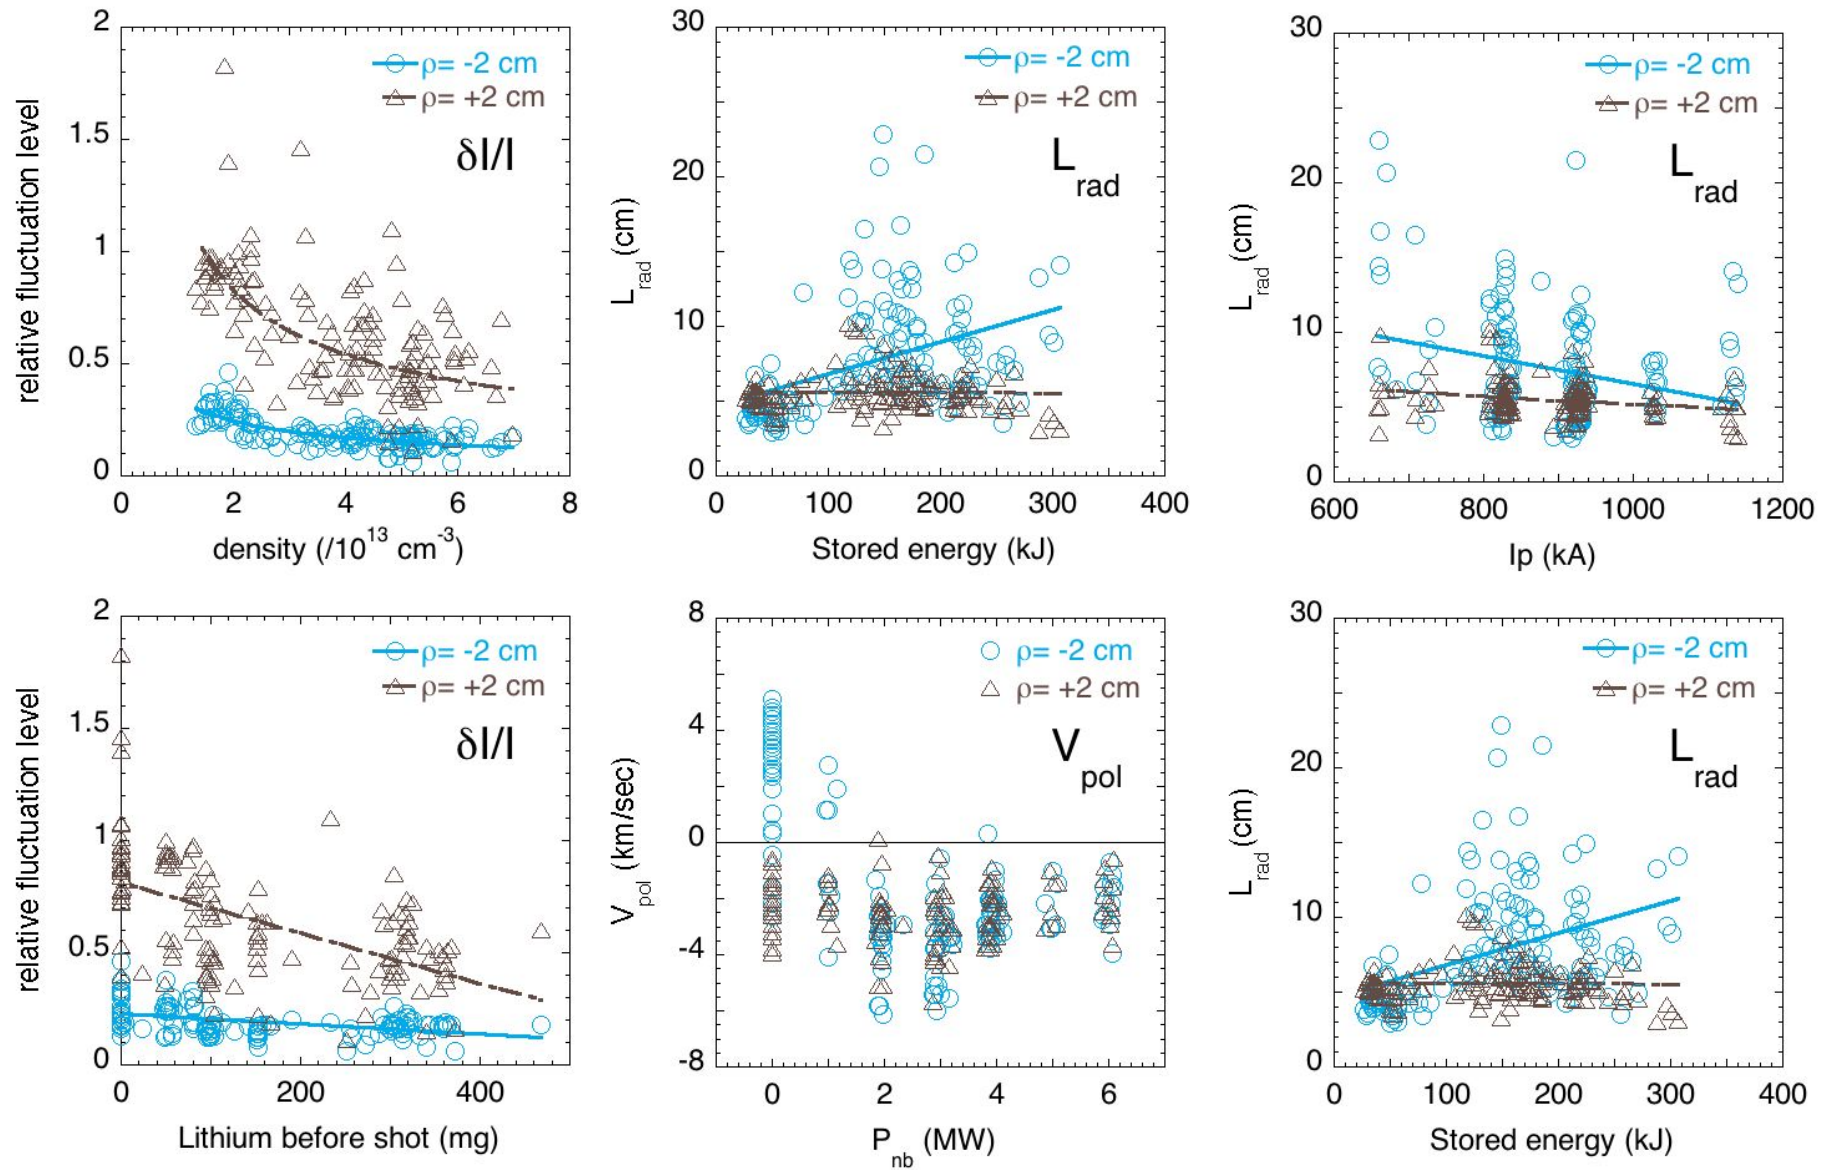 2
1.5
1
0.5
0
relative fluctuation level
ρ= -2 cm
ρ= +2 cm
δI/I
0 2 4 6 8
density (/10^13 cm^-3)
30
20
10
0
L_rad (cm)
ρ= -2 cm
ρ= +2 cm
L_rad
0 100 200 300 400
Stored energy (kJ)
30
20
10
0
L_rad (cm)
ρ= -2 cm
ρ= +2 cm
L_rad
600 800 1000 1200
Ip (kA)
2
1.5
1
0.5
0
relative fluctuation level
ρ= -2 cm
ρ= +2 cm
δI/I
0 200 400
Lithium before shot (mg)
8
4
0
-4
-8
V_pol (km/sec)
ρ= -2 cm
ρ= +2 cm
V_pol
0 2 4 6
P_nb (MW)
30
20
10
0
L_rad (cm)
ρ= -2 cm
ρ= +2 cm
L_rad
0 100 200 300 400
Stored energy (kJ)